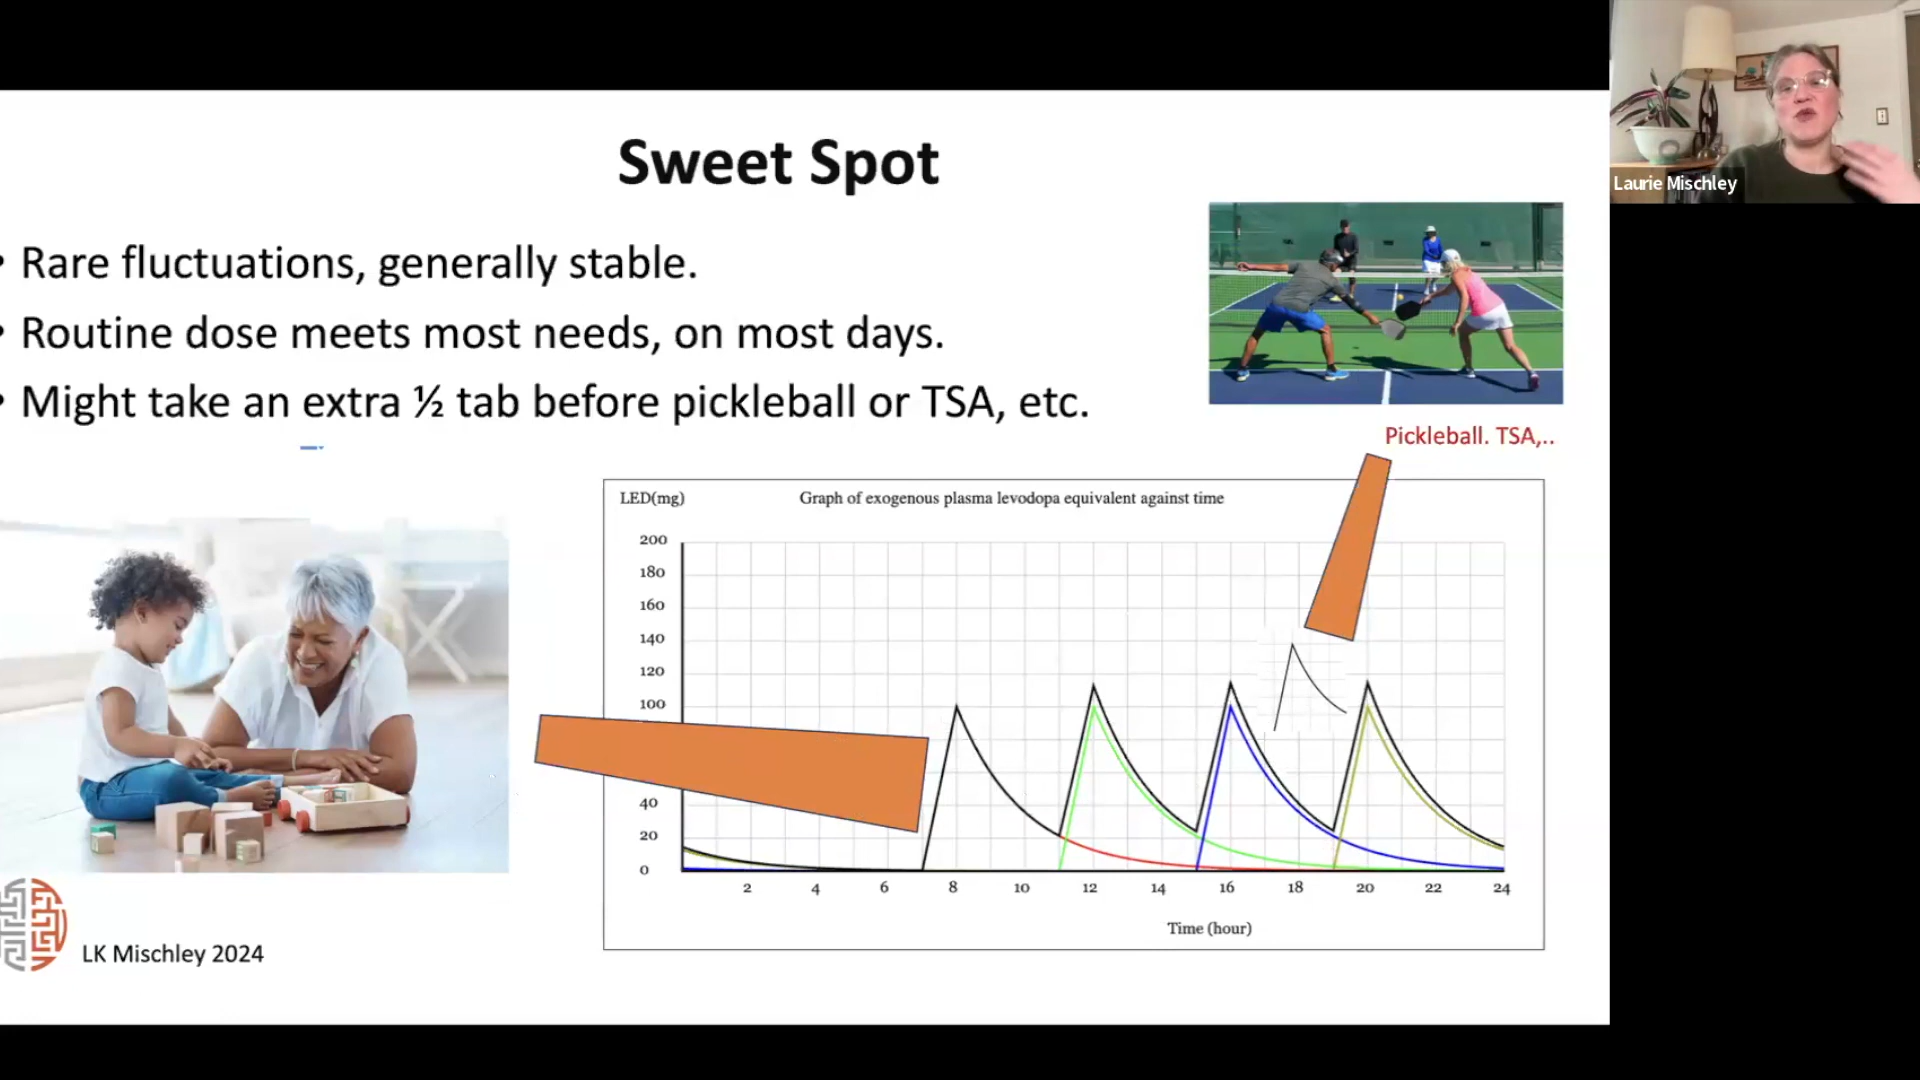 Sweet Spot
Laurie Mischley
• Rare fluctuations, generally stable.
• Routine dose meets most needs, on most days.
• Might take an extra ½ tab before pickleball or TSA, etc.
Pickleball. TSA,..
LED(mg)
Graph of exogenous plasma levodopa equivalent against time
200
180
160
140
120
100
40
20
0
2 4 6 8 10 12 14 16 18 20 22 24
Time (hour)
LK Mischley 2024